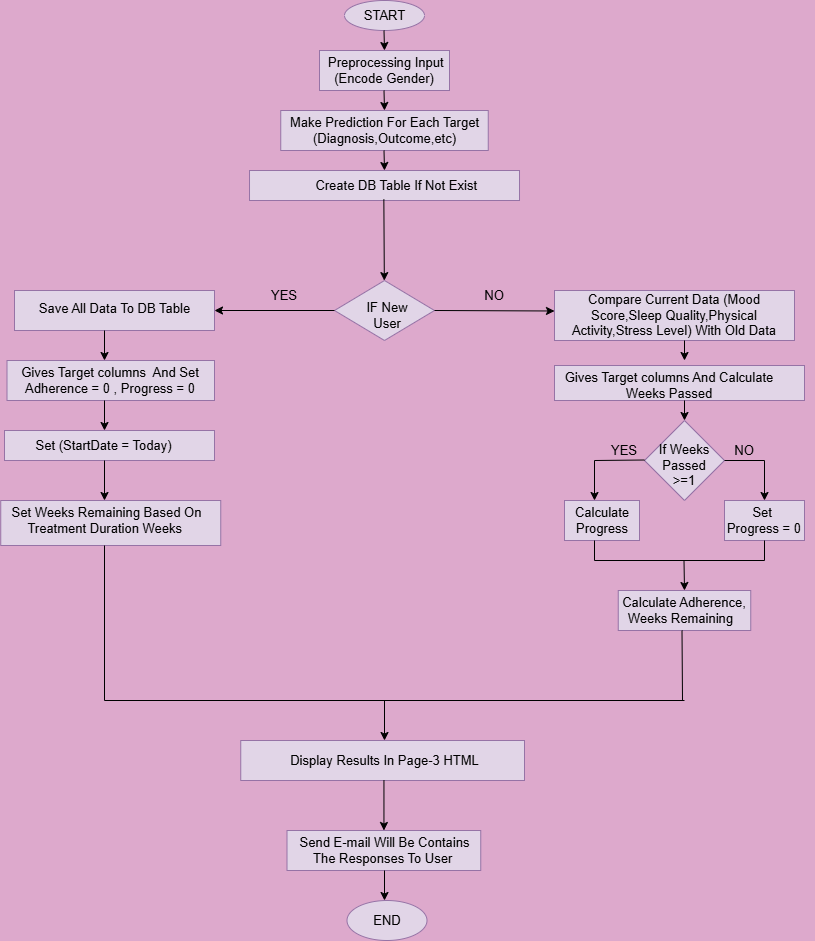 START
Preprocessing Input
(Encode Gender)
Make Prediction For Each Target
(Diagnosis,Outcome,etc)
Create DB Table If Not Exist
IF New
User
YES
NO
Save All Data To DB Table
Gives Target columns And Set
Adherence = 0 , Progress = 0
Set (StartDate = Today)
Set Weeks Remaining Based On
Treatment Duration Weeks
Compare Current Data (Mood
Score,Sleep Quality,Physical
Activity,Stress Level) With Old Data
Gives Target columns And Calculate
Weeks Passed
If Weeks
Passed
>=1
YES
NO
Calculate
Progress
Set
Progress = 0
Calculate Adherence,
Weeks Remaining
Display Results In Page-3 HTML
Send E-mail Will Be Contains
The Responses To User
END